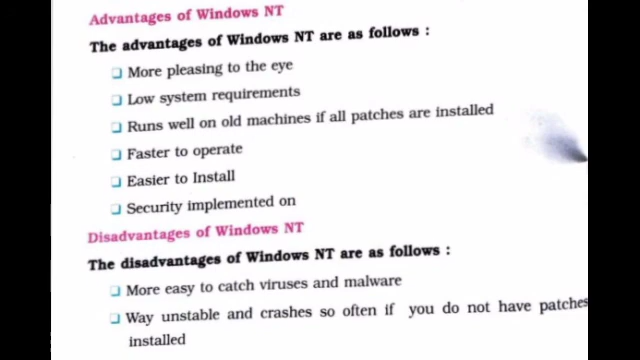 Advantages of Windows NT
The advantages of Windows NT are as follows :
❑ More pleasing to the eye
❑ Low system requirements
❑ Runs well on old machines if all patches are installed
❑ Faster to operate
❑ Easier to Install
❑ Security implemented on
Disadvantages of Windows NT
The disadvantages of Windows NT are as follows :
❑ More easy to catch viruses and malware
❑ Way unstable and crashes so often if you do not have patches
installed